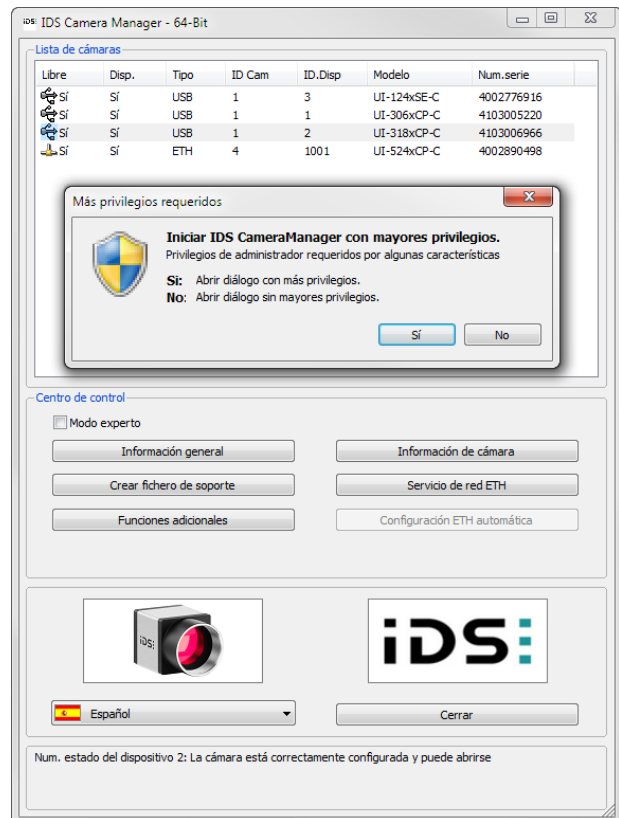 IDS Camera Manager - 64-Bit
Lista de cámaras
Libre Disp. Tipo ID Cam ID.Disp Modelo Num.serie
Sí Sí USB 1 3 UI-124xSE-C 4002776916
Sí Sí USB 1 1 UI-306xCP-C 4103005220
Sí Sí USB 1 2 UI-318xCP-C 4103006966
Sí Sí ETH 4 1001 UI-524xCP-C 4002890498
Más privilegios requeridos
Iniciar IDS CameraManager con mayores privilegios.
Privilegios de administrador requeridos por algunas características
Si: Abrir diálogo con más privilegios.
No: Abrir diálogo sin mayores privilegios.
Sí No
Centro de control
Modo experto
Información general Información de cámara
Crear fichero de soporte Servicio de red ETH
Funciones adicionales Configuración ETH automática
iDS: iDS
Español Cerrar
Num. estado del dispositivo 2: La cámara está correctamente configurada y puede abrirse